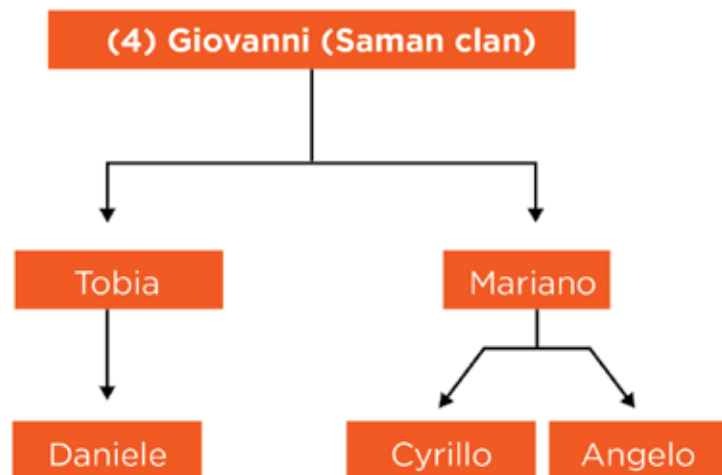 (4) Giovanni (Saman clan)
Tobia
Mariano
Daniele
Cyrillo
Angelo